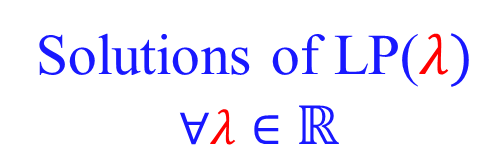 Solutions of LP(λ)
∀λ ∈ ℝ